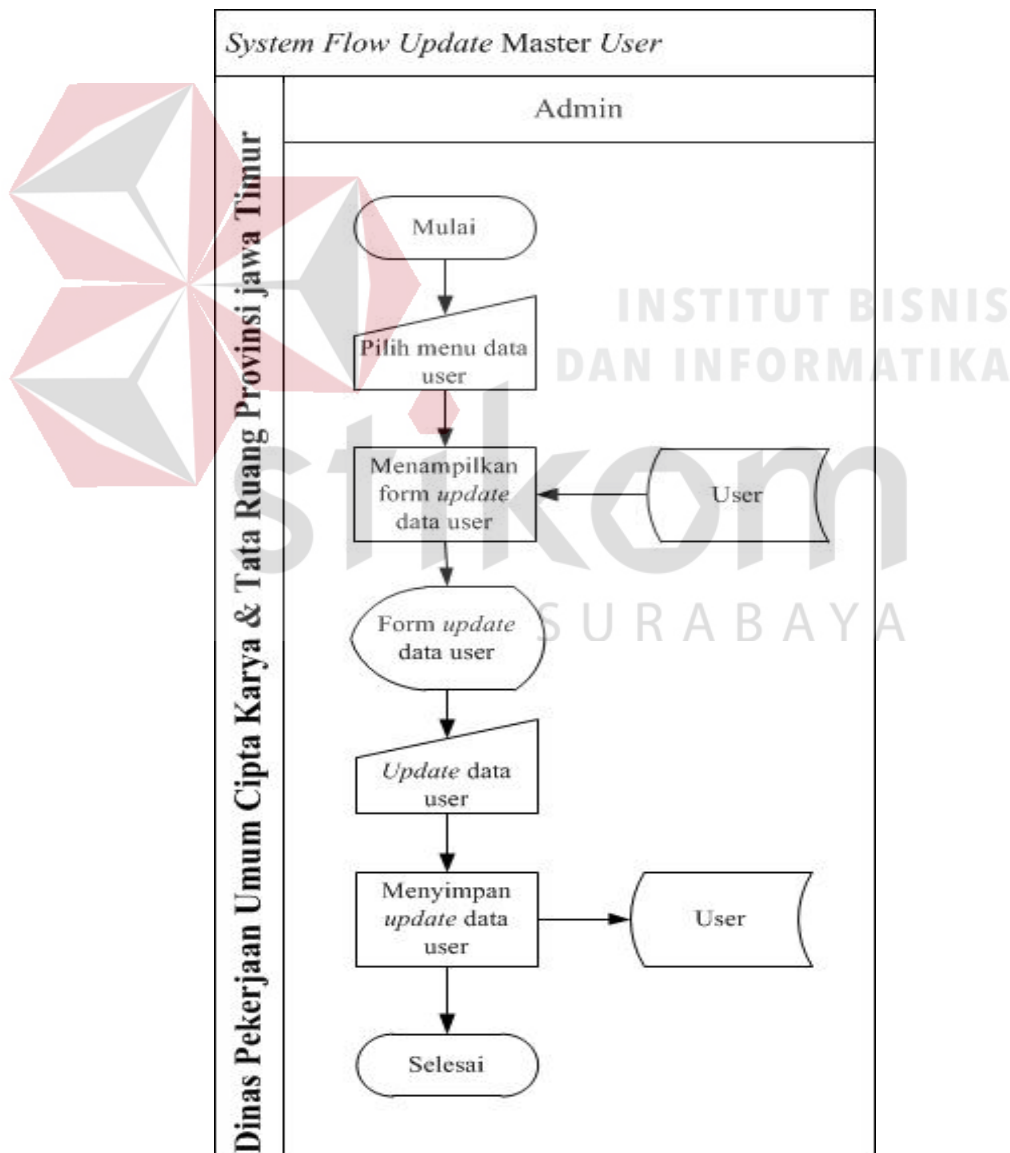 System Flow Update Master User
Admin
Dinas Pekerjaan Umum Cipta Karya & Tata Ruang Provinsi jawa Timur
Mulai
Pilih menu data
user
Menampilkan
form update
data user
User
Form update
data user
Update data
user
Menyimpan
update data
user
User
Selesai
INSTITUT BISNIS
DAN INFORMATIKA
stikom
SURABAYA